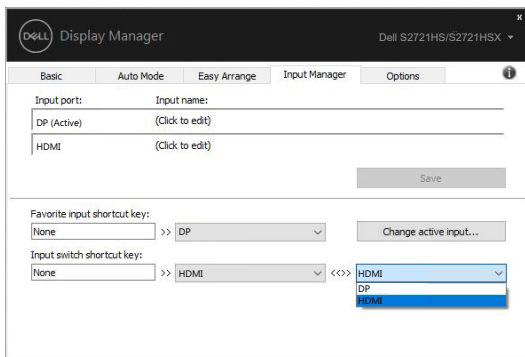 DELL Display Manager
x
Dell S2721HS/S2721HSX
Basic Auto Mode Easy Arrange Input Manager Options i
Input port: Input name:
DP (Active) (Click to edit)
HDMI (Click to edit)
Save
Favorite input shortcut key:
None >> DP Change active input...
Input switch shortcut key:
None >> HDMI <<>> HDMI
DP
HDMI